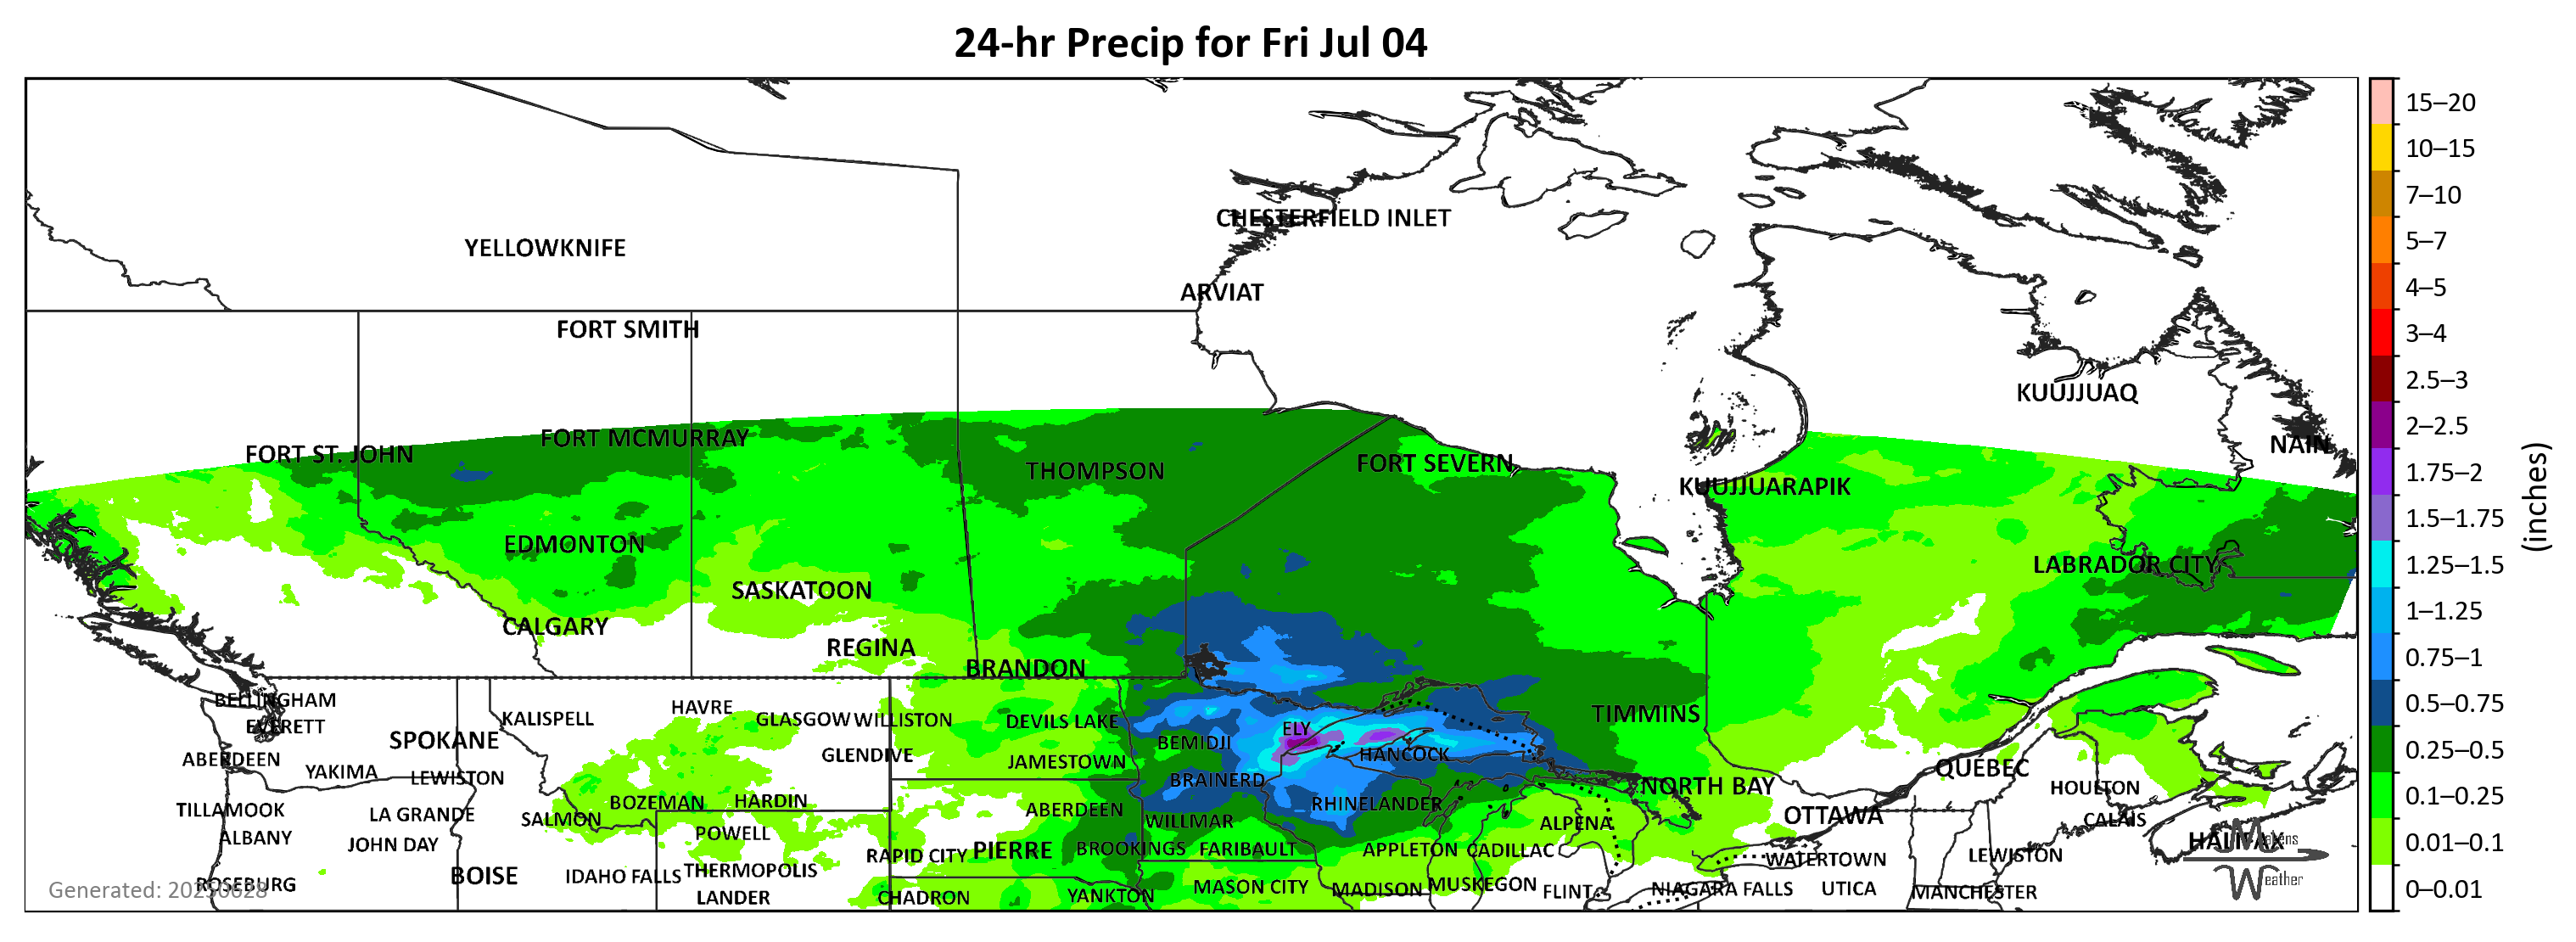 24-hr Precip for Fri Jul 04
15–20
10–15
7–10
5–7
4–5
3–4
2.5–3
2–2.5
1.75–2
1.5–1.75
1.25–1.5
1–1.25
0.75–1
0.5–0.75
0.25–0.5
0.1–0.25
0.01–0.1
0–0.01
(inches)
CHESTERFIELD INLET
YELLOWKNIFE
ARVIAT
FORT SMITH
KUUJJUAQ
FORT MCMURRAY
NAIN
FORT ST. JOHN
FORT SEVERN
THOMPSON
KUUJJUARAPIK
EDMONTON
LABRADOR CITY
SASKATOON
CALGARY
REGINA
BRANDON
BELLINGHAM
HAVRE
TIMMINS
KALISPELL
GLASGOW WILLISTON
DEVILS LAKE
EVERETT
ELY
SPOKANE
BEMIDJI
ABERDEEN
GLENDIVE
JAMESTOWN
HANCOCK
QUÉBEC
YAKIMA
LEWISTON
BRAINERD
NORTH BAY
HOULTON
BOZEMAN
HARDIN
RHINELANDER
TILLAMOOK
LA GRANDE
SALMON
ABERDEEN
WILLMAR
ALPENA
OTTAWA
CALAIS
ALBANY
JOHN DAY
POWELL
HALIFAX
Makens
Weather
RAPID CITY
PIERRE
BROOKINGS
FARIBAULT
APPLETON
CADILLAC
WATERTOWN
LEWISTON
ROSEBURG
BOISE
IDAHO FALLS
THERMOPOLIS
MASON CITY
MADISON
MUSKEGON
FLINT
NIAGARA FALLS
UTICA
MANCHESTER
LANDER
CHADRON
YANKTON
Generated: 20250628